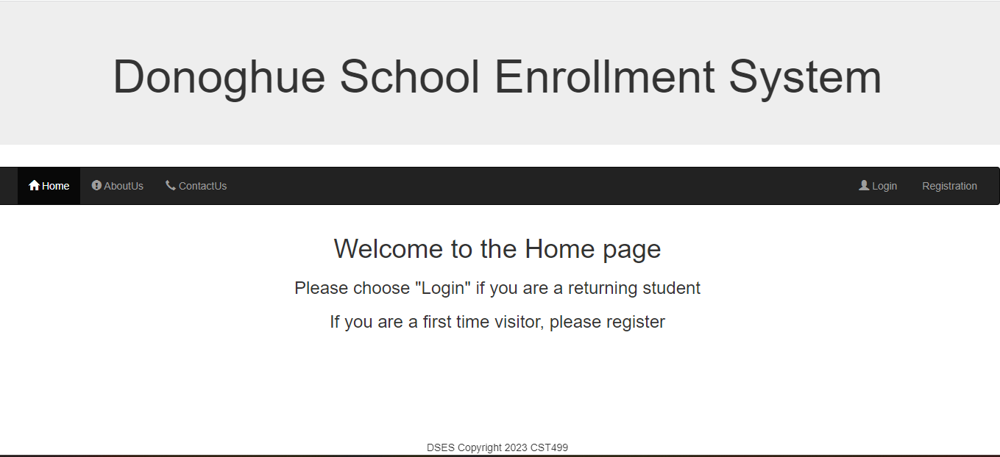 Donoghue School Enrollment System
Home AboutUs ContactUs Login Registration
Welcome to the Home page
Please choose "Login" if you are a returning student
If you are a first time visitor, please register
DSES Copyright 2023 CST499